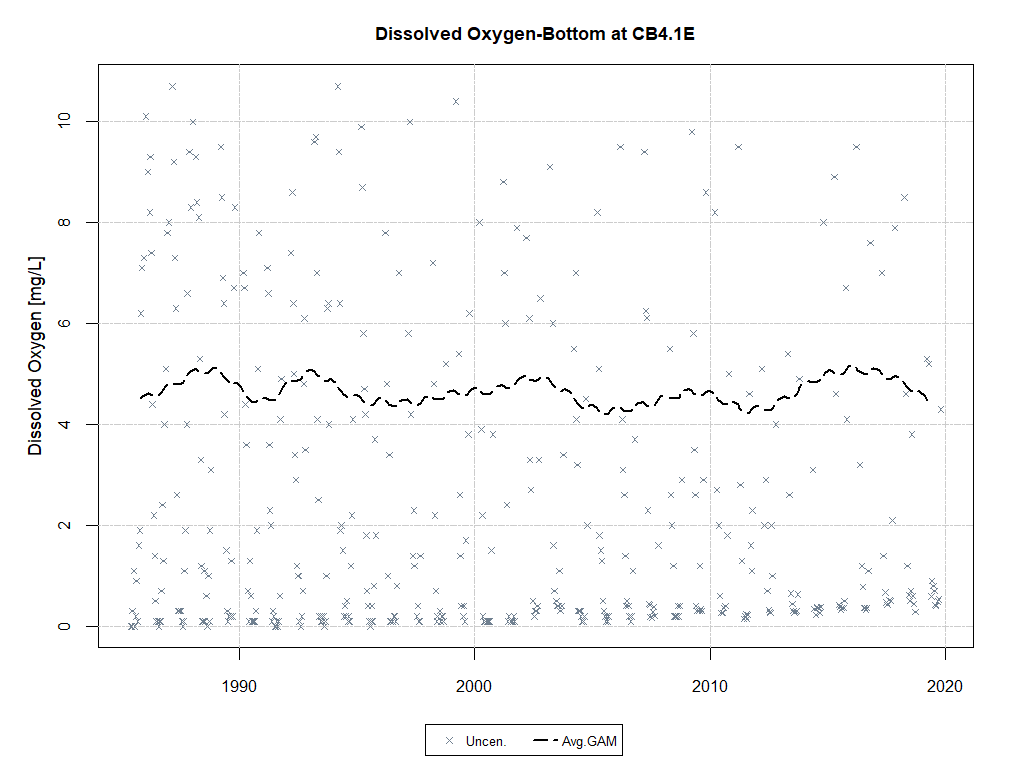 Dissolved Oxygen-Bottom at CB4.1E
Dissolved Oxygen [mg/L]
10
8
6
4
2
0
1990 2000 2010 2020
Uncen. Avg.GAM